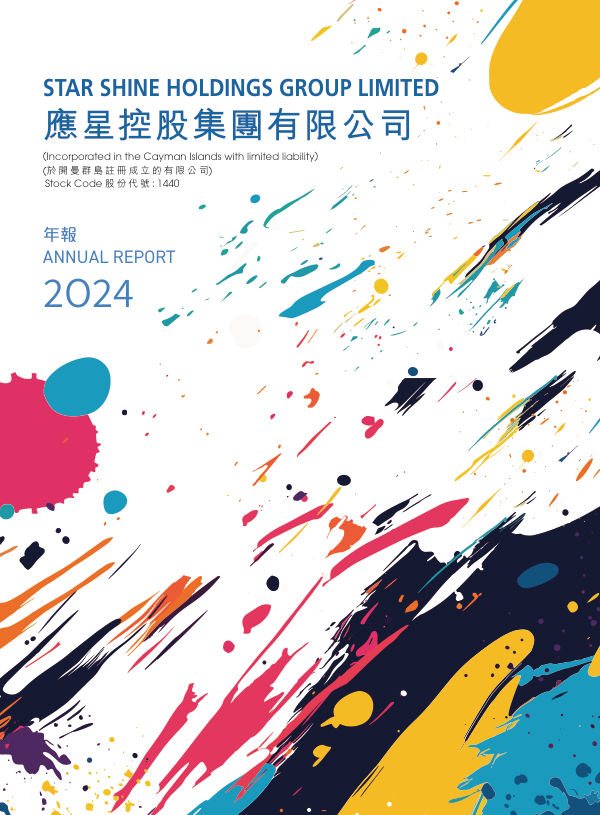 STAR SHINE HOLDINGS GROUP LIMITED
應星控股集團有限公司
(Incorporated in the Cayman Islands with limited liability)
(於開曼群島註冊成立的有限公司)
Stock Code 股份代號 : 1440
年報
ANNUAL REPORT
2024